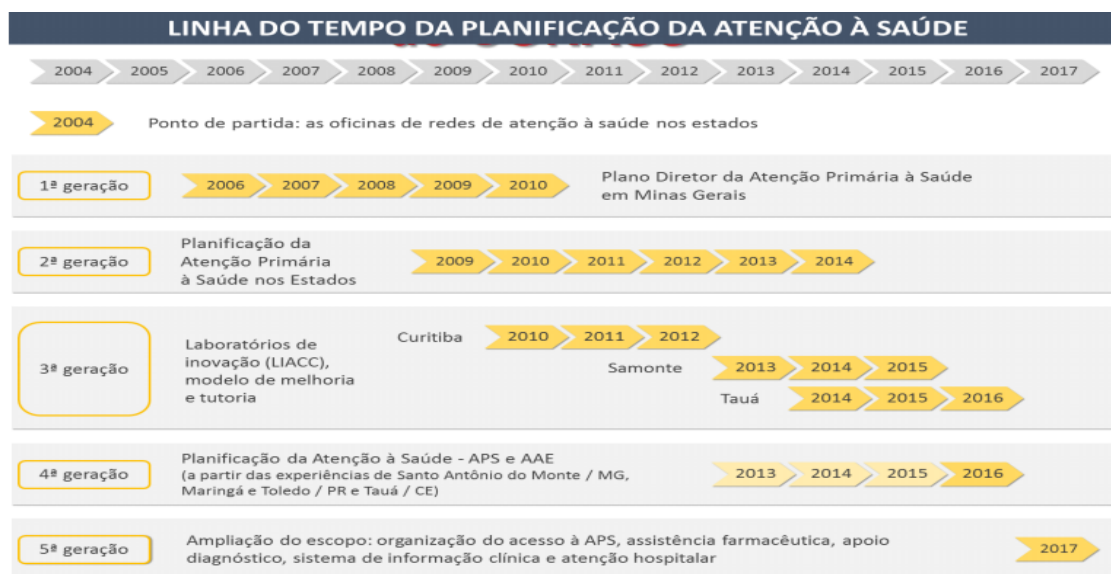 LINHA DO TEMPO DA PLANIFICAÇÃO DA ATENÇÃO À SAÚDE
2004 2005 2006 2007 2008 2009 2010 2011 2012 2013 2014 2015 2016 2017
2004 Ponto de partida: as oficinas de redes de atenção à saúde nos estados
1ª geração
2006 2007 2008 2009 2010
Plano Diretor da Atenção Primária à Saúde
em Minas Gerais
2ª geração
Planificação da
Atenção Primária
à Saúde nos Estados
2009 2010 2011 2012 2013 2014
3ª geração
Laboratórios de
inovação (LIACC),
modelo de melhoria
e tutoria
Curitiba 2010 2011 2012
Samonte 2013 2014 2015
Tauá 2014 2015 2016
4ª geração
Planificação da Atenção à Saúde - APS e AAE
(a partir das experiências de Santo Antônio do Monte / MG,
Maringá e Toledo / PR e Tauá / CE)
2013 2014 2015 2016
5ª geração
Ampliação do escopo: organização do acesso à APS, assistência farmacêutica, apoio
diagnóstico, sistema de informação clínica e atenção hospitalar
2017